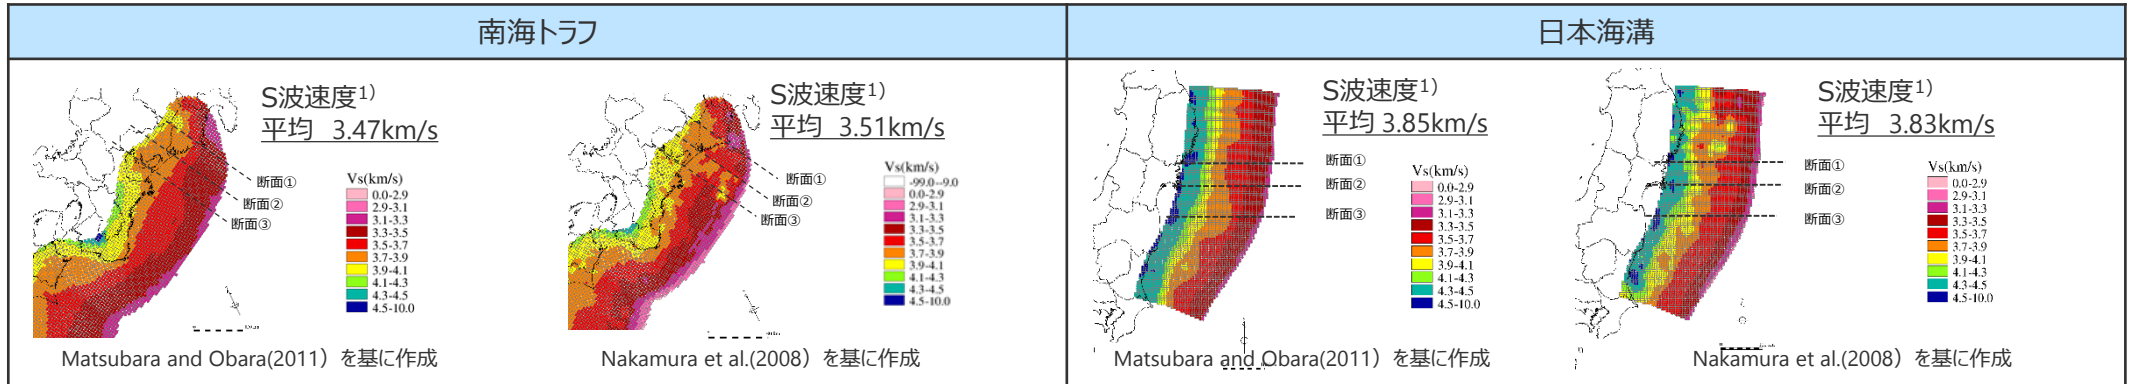 南海トラフ
日本海溝
S波速度1)
平均 3.47km/s
断面①
断面②
断面③
Vs(km/s)
0.0-2.9
2.9-3.1
3.1-3.3
3.3-3.5
3.5-3.7
3.7-3.9
3.9-4.1
4.1-4.3
4.3-4.5
4.5-10.0
Matsubara and Obara(2011）を基に作成
S波速度1)
平均 3.51km/s
断面①
断面②
断面③
Vs(km/s)
-99.0--9.0
0.0-2.9
2.9-3.1
3.1-3.3
3.3-3.5
3.5-3.7
3.7-3.9
3.9-4.1
4.1-4.3
4.3-4.5
4.5-10.0
Nakamura et al.(2008）を基に作成
S波速度1)
平均 3.85km/s
断面①
断面②
断面③
Vs(km/s)
0.0-2.9
2.9-3.1
3.1-3.3
3.3-3.5
3.5-3.7
3.7-3.9
3.9-4.1
4.1-4.3
4.3-4.5
4.5-10.0
Matsubara and Obara(2011）を基に作成
S波速度1)
平均 3.83km/s
断面①
断面②
断面③
Vs(km/s)
0.0-2.9
2.9-3.1
3.1-3.3
3.3-3.5
3.5-3.7
3.7-3.9
3.9-4.1
4.1-4.3
4.3-4.5
4.5-10.0
Nakamura et al.(2008）を基に作成